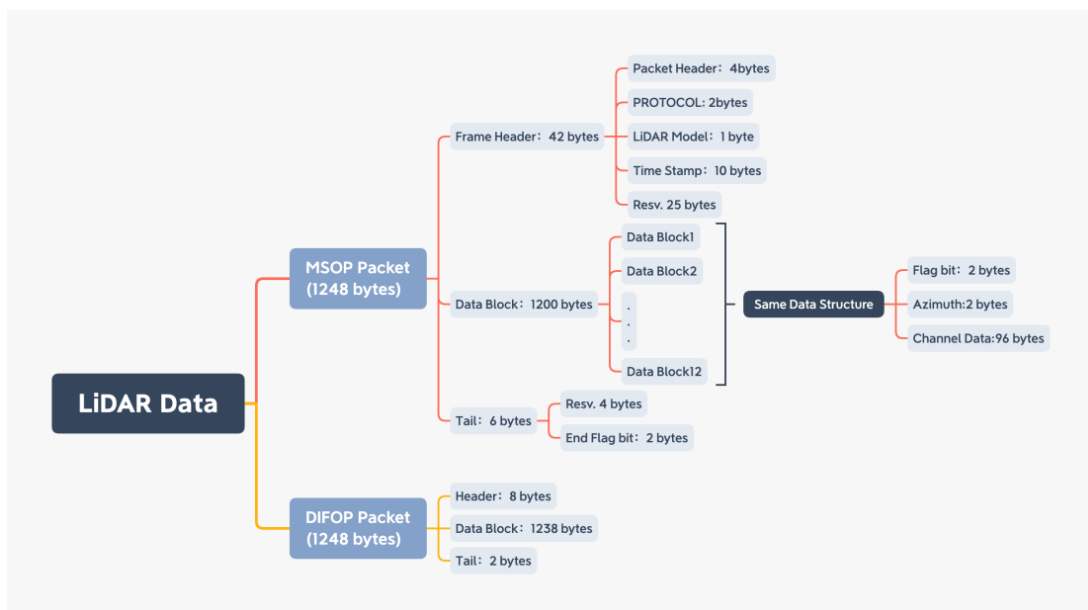 LiDAR Data
MSOP Packet
(1248 bytes)
Frame Header： 42 bytes
Packet Header： 4bytes
PROTOCOL: 2bytes
LiDAR Model： 1 byte
Time Stamp： 10 bytes
Resv. 25 bytes
Data Block： 1200 bytes
Data Block1
Data Block2
.
.
.
Data Block12
Same Data Structure
Flag bit： 2 bytes
Azimuth:2 bytes
Channel Data:96 bytes
Tail： 6 bytes
Resv. 4 bytes
End Flag bit： 2 bytes
DIFOP Packet
(1248 bytes)
Header： 8 bytes
Data Block： 1238 bytes
Tail： 2 bytes